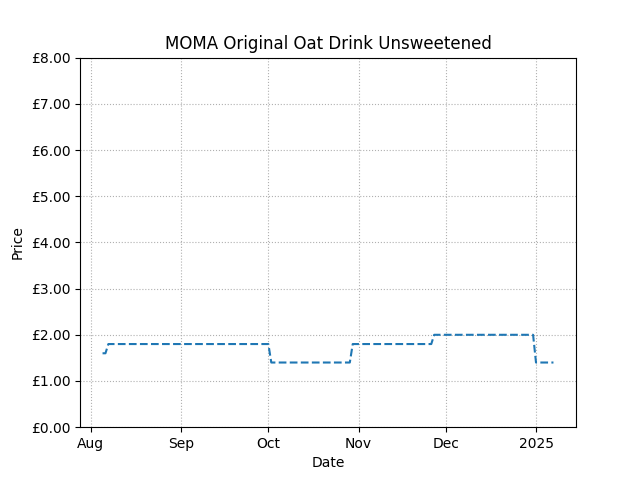 MOMA Original Oat Drink Unsweetened
£8.00
£7.00
£6.00
£5.00
£4.00
£3.00
£2.00
£1.00
£0.00
Price
Aug Sep Oct Nov Dec 2025
Date